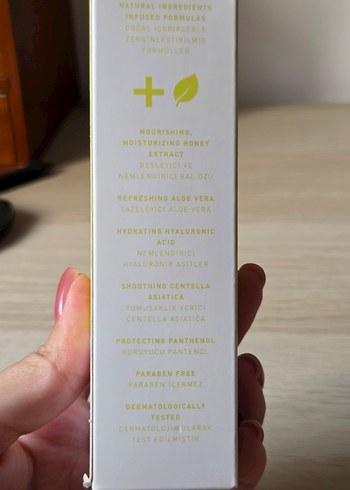 NATURAL INGREDIENTS
INFUSED FORMULAS
DOĞAL İÇERİKLERLE
ZENGİNLEŞTİRİLMİŞ
FORMÜLLER
NOURISHING,
MOISTURIZING HONEY
EXTRACT
BESLEYİCİ VE
NEMLENDİRİCİ BAL ÖZÜ
REFRESHING ALOE VERA
TAZELEYİCİ ALOE VERA
HYDRATING HYALURONIC
ACID
NEMLENDİRİCİ
HYALURONİK ASİTLER
SMOOTHING CENTELLA
ASIATICA
YUMUŞAKLIK VERİCİ
CENTELLA ASIATICA
PROTECTING PANTHENOL
KORUYUCU PANTENOL
PARABEN FREE
PARABEN İÇERMEZ
DERMATOLOGICALLY
TESTED
DERMATOLOJİK OLARAK
TEST EDİLMİŞTİR